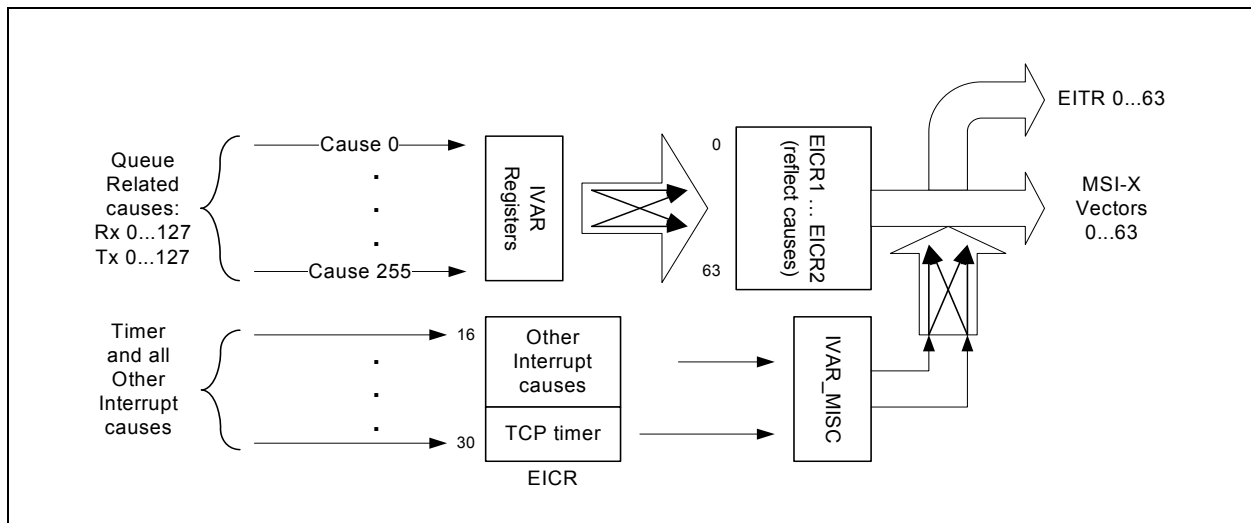 Queue
Related
causes:
Rx 0...127
Tx 0...127
Cause 0
Cause 255
IVAR
Registers
0
63
EICR1 ... EICR2
(reflect causes)
EITR 0...63
MSI-X
Vectors
0...63
Timer
and all
Other
Interrupt
causes
16
30
Other
Interrupt
causes
TCP timer
EICR
IVAR_MISC